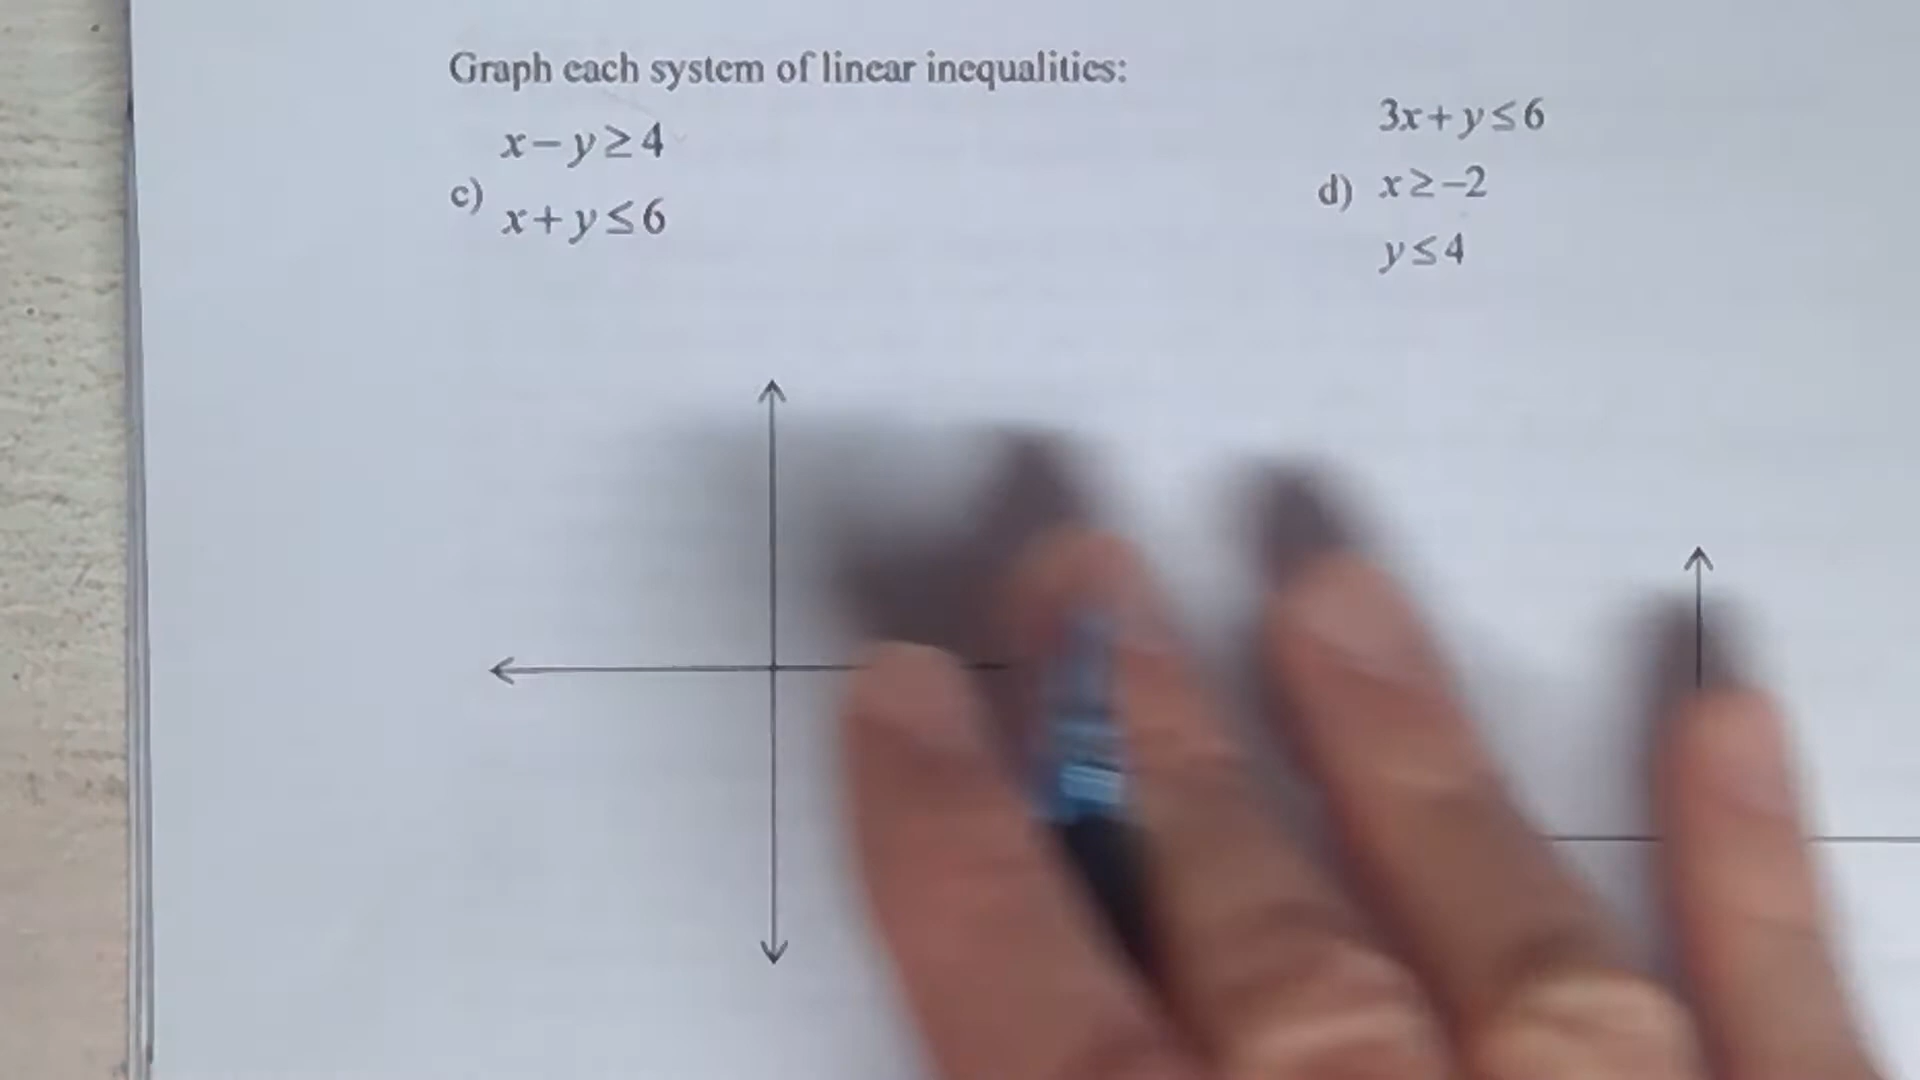 Graph each system of linear inequalities:
x−y≥4
c)
x+y≤6
3x+y≤6
d) x≥−2
y≤4